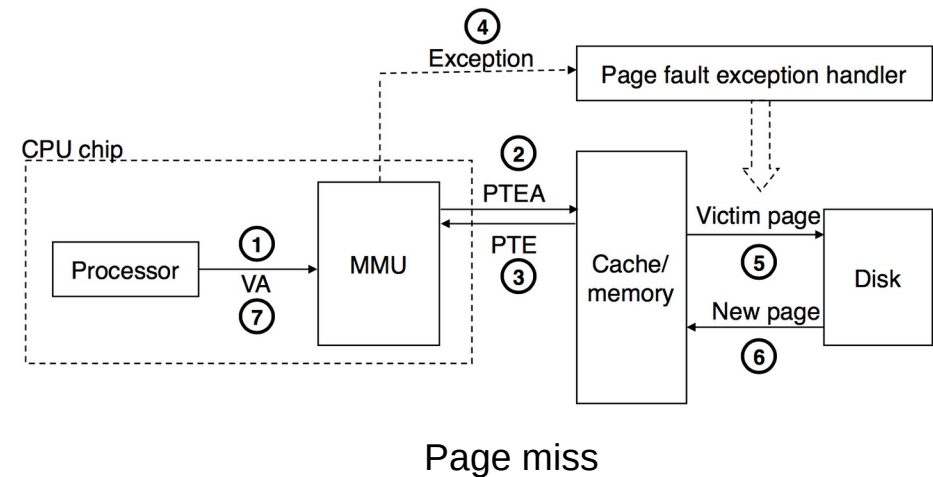 4
Exception
Page fault exception handler
CPU chip
2
PTEA
Victim page
1
Processor
MMU
PTE
Cache/
memory
5
Disk
VA
3
7
New page
6
Page miss